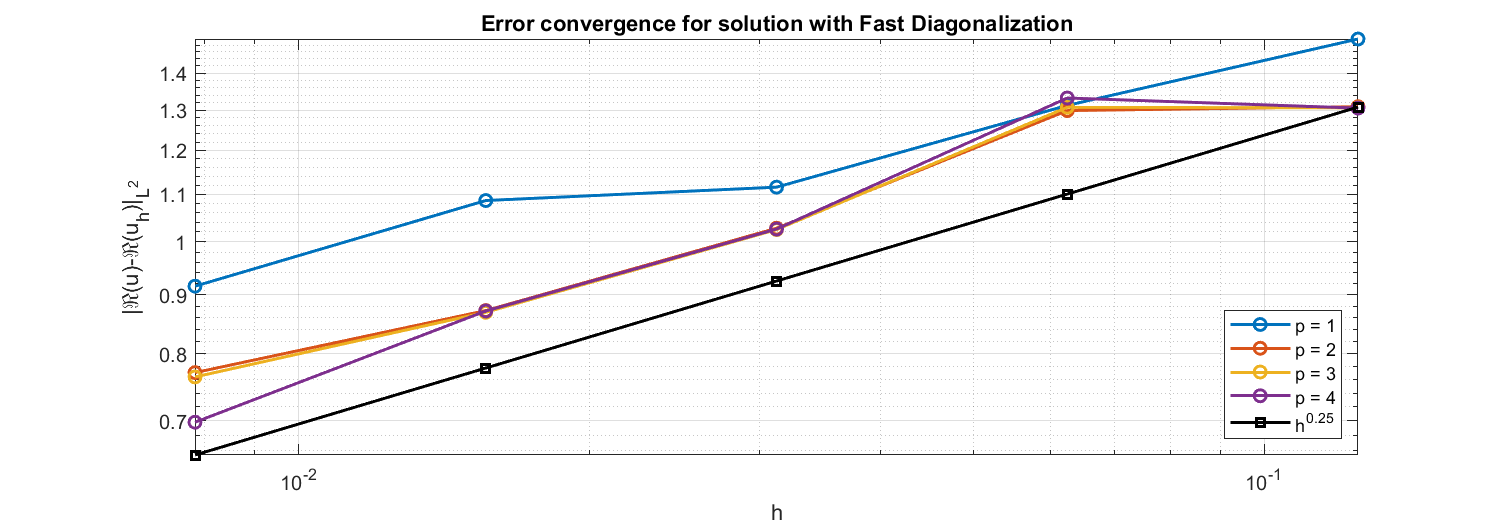 Error convergence for solution with Fast Diagonalization
|ℜ(u)-ℜ(u_h)|_L^2
1.4
1.3
1.2
1.1
1
0.9
0.8
0.7
10^-2
10^-1
h
p = 1
p = 2
p = 3
p = 4
h^0.25